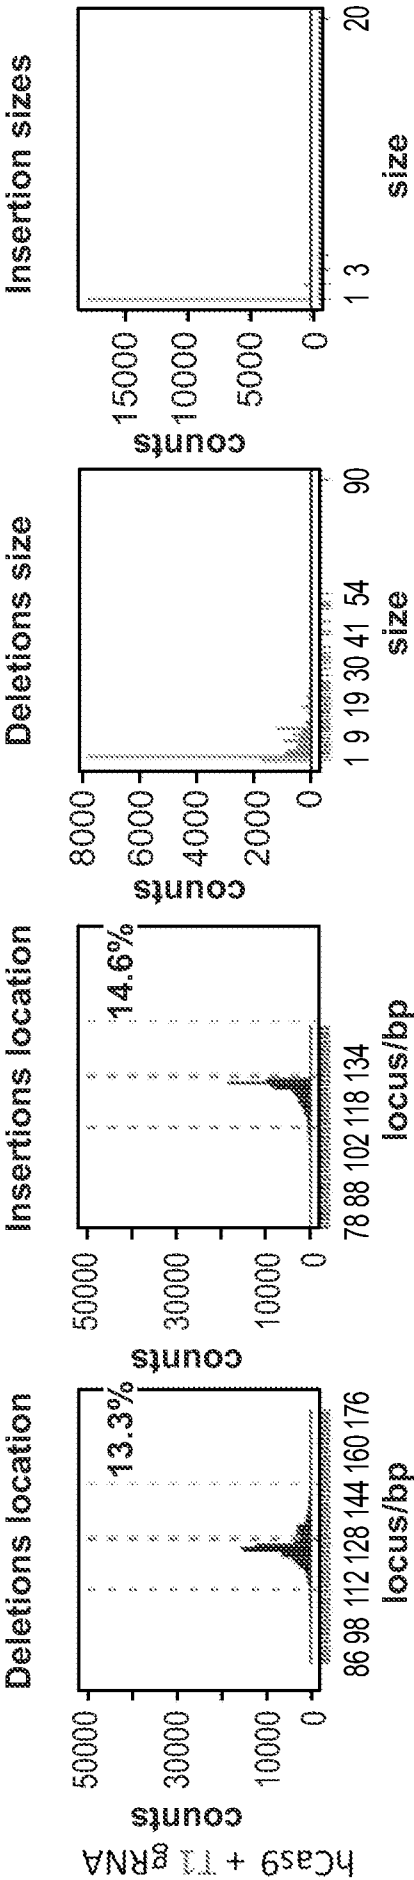 hCas9 + T1 gRNA
Deletions location
counts
50000
30000
10000
0
13.3%
86 98 112 128 144 160 176
locus/bp
Insertions location
counts
50000
30000
10000
0
14.6%
78 88 102 118 134
locus/bp
Deletions size
counts
8000
6000
4000
2000
0
1 9 19 30 41 54 90
size
Insertion sizes
counts
15000
10000
5000
0
1 3 20
size